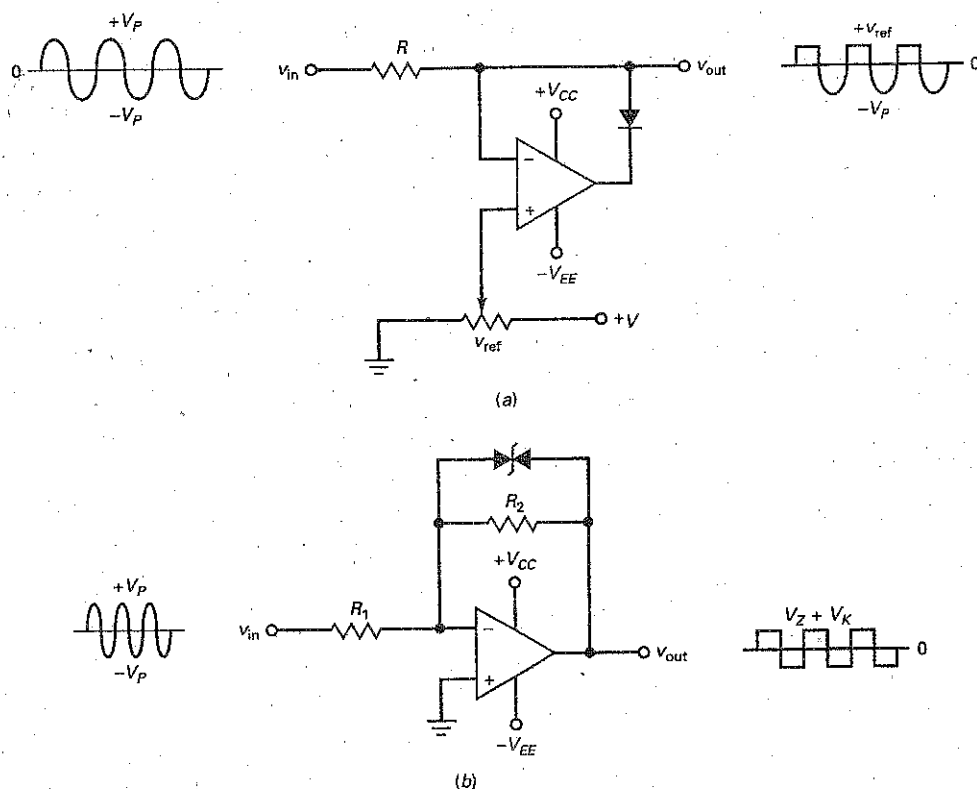 +V_P
0
−V_P
v_in
R
v_out
+v_ref
0
−V_P
+V_CC
−
+
−V_EE
+V
v_ref
(a)
R_2
+V_CC
+V_P
−V_P
v_in
R_1
−
+
v_out
V_Z + V_K
0
−V_EE
(b)